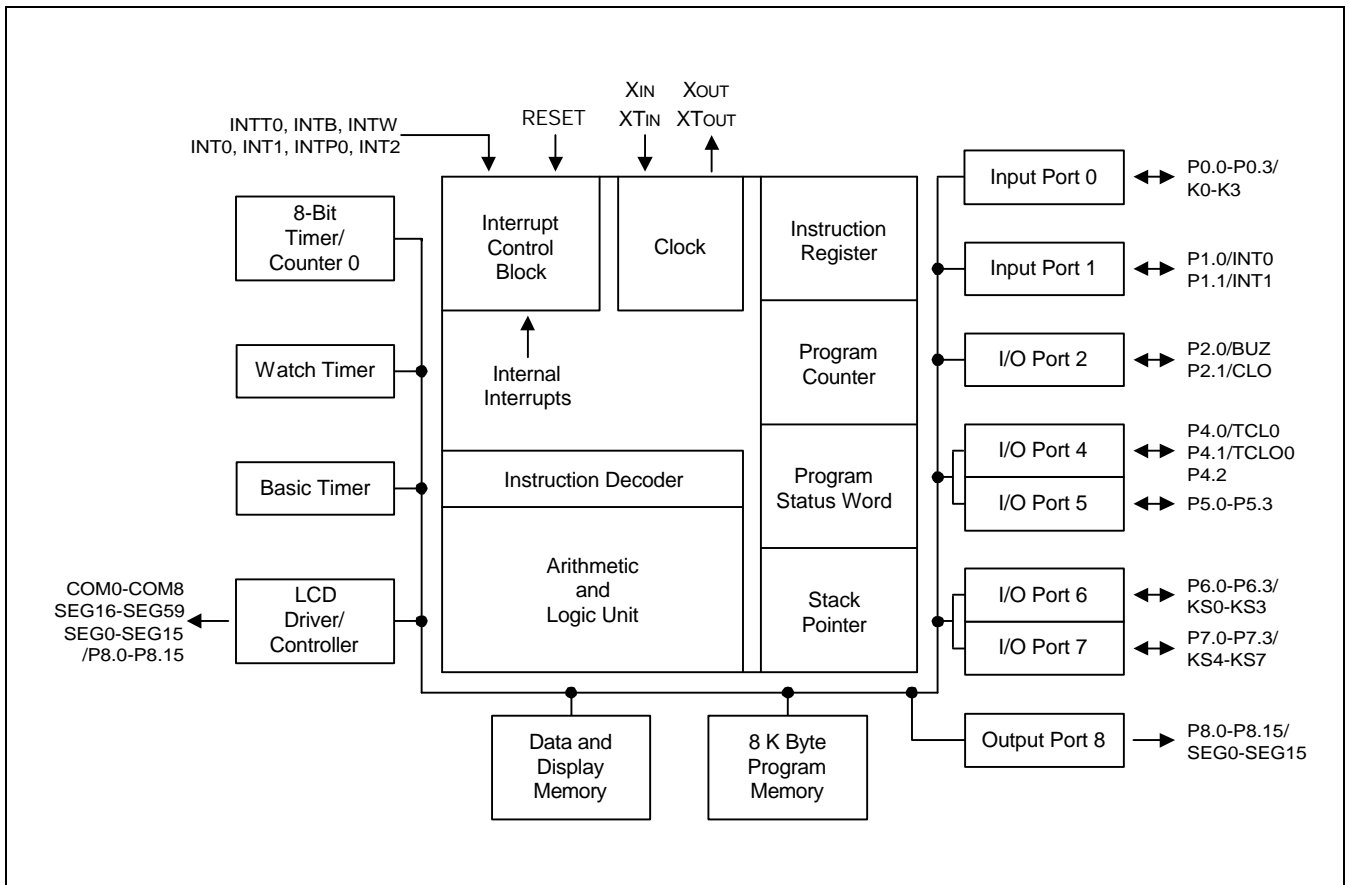 XIN XOUT
XTIN XTOUT
RESET
INTT0, INTB, INTW
INT0, INT1, INTP0, INT2
8-Bit
Timer/
Counter 0
Watch Timer
Basic Timer
COM0-COM8
SEG16-SEG59
SEG0-SEG15
/P8.0-P8.15
LCD
Driver/
Controller
Interrupt
Control
Block
Clock
Internal
Interrupts
Instruction Decoder
Arithmetic
and
Logic Unit
Instruction
Register
Program
Counter
Program
Status Word
Stack
Pointer
Data and
Display
Memory
8 K Byte
Program
Memory
Input Port 0
P0.0-P0.3/
K0-K3
Input Port 1
P1.0/INT0
P1.1/INT1
I/O Port 2
P2.0/BUZ
P2.1/CLO
I/O Port 4
P4.0/TCL0
P4.1/TCLO0
P4.2
I/O Port 5
P5.0-P5.3
I/O Port 6
P6.0-P6.3/
KS0-KS3
I/O Port 7
P7.0-P7.3/
KS4-KS7
Output Port 8
P8.0-P8.15/
SEG0-SEG15